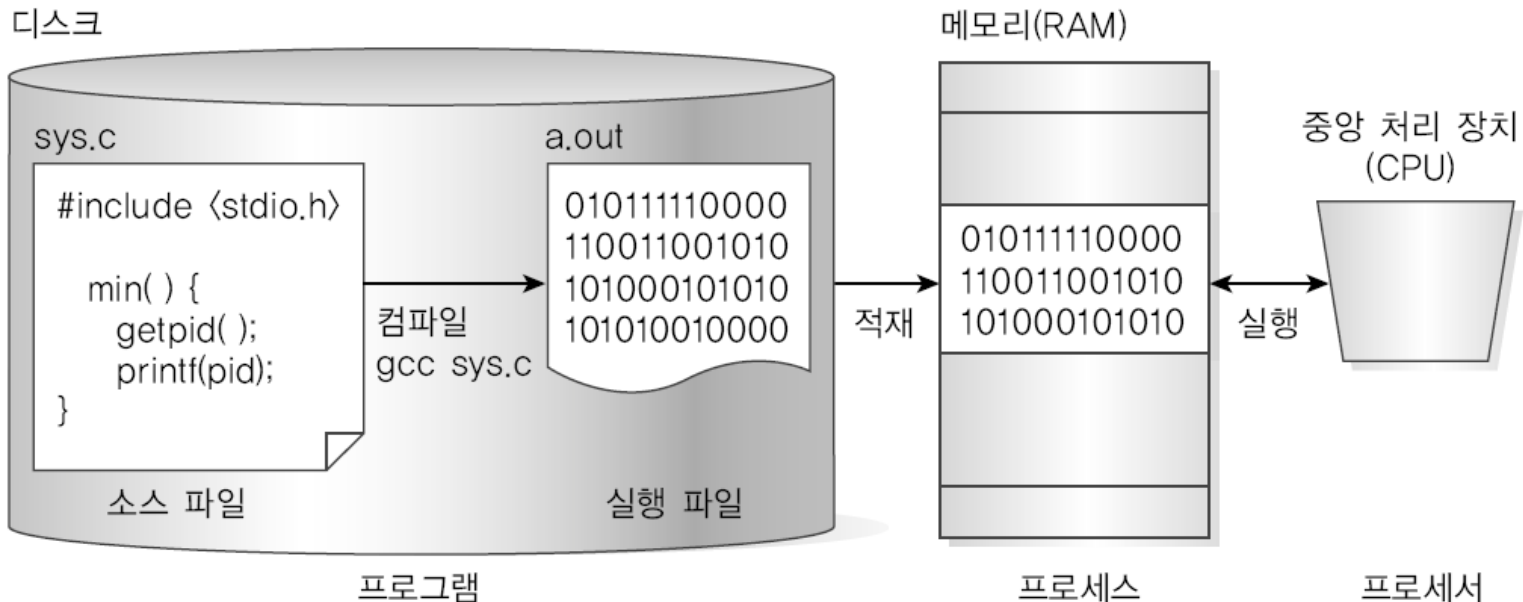 디스크
메모리(RAM)
sys.c
#include 〈stdio.h〉
min( ) {
getpid( );
printf(pid);
}
소스 파일
컴파일
gcc sys.c
a.out
010111110000
110011001010
101000101010
101010010000
실행 파일
적재
010111110000
110011001010
101000101010
실행
중앙 처리 장치
(CPU)
프로그램
프로세스
프로세서